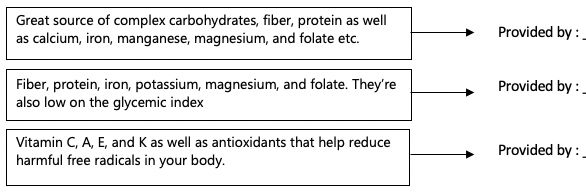 Great source of complex carbohydrates, fiber, protein as well
as calcium, iron, manganese, magnesium, and folate etc.
Provided by : _
Fiber, protein, iron, potassium, magnesium, and folate. They’re
also low on the glycemic index
Provided by : _
Vitamin C, A, E, and K as well as antioxidants that help reduce
harmful free radicals in your body.
Provided by : _